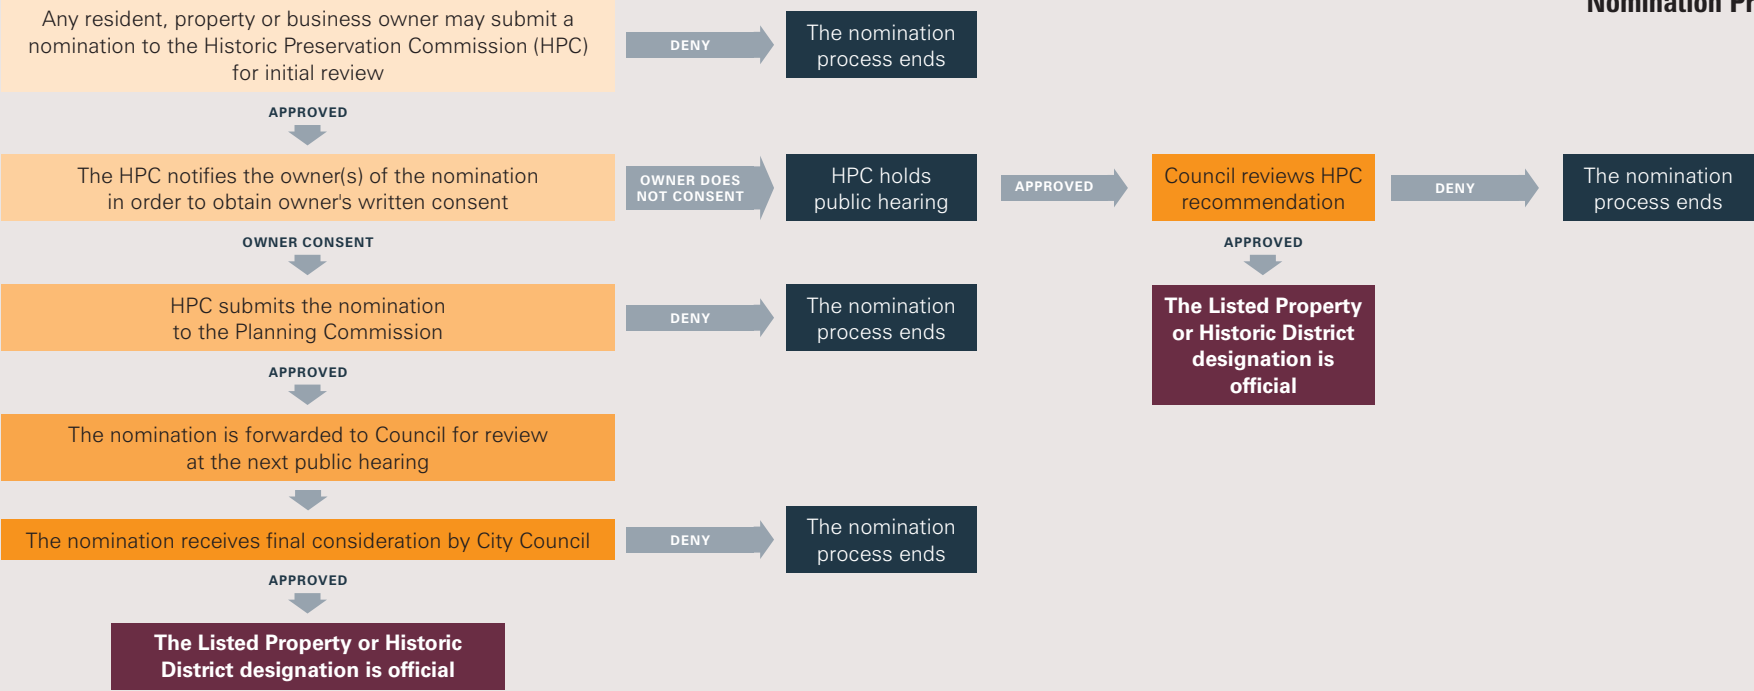 Nomination
Any resident, property or business owner may submit a
nomination to the Historic Preservation Commission (HPC)
for initial review
DENY
The nomination
process ends
APPROVED
The HPC notifies the owner(s) of the nomination
in order to obtain owner's written consent
OWNER DOES
NOT CONSENT
HPC holds
public hearing
APPROVED
Council reviews HPC
recommendation
DENY
The nomination
process ends
OWNER CONSENT
APPROVED
HPC submits the nomination
to the Planning Commission
DENY
The nomination
process ends
The Listed Property
or Historic District
designation is
official
APPROVED
The nomination is forwarded to Council for review
at the next public hearing
The nomination receives final consideration by City Council
DENY
The nomination
process ends
APPROVED
The Listed Property or Historic
District designation is official